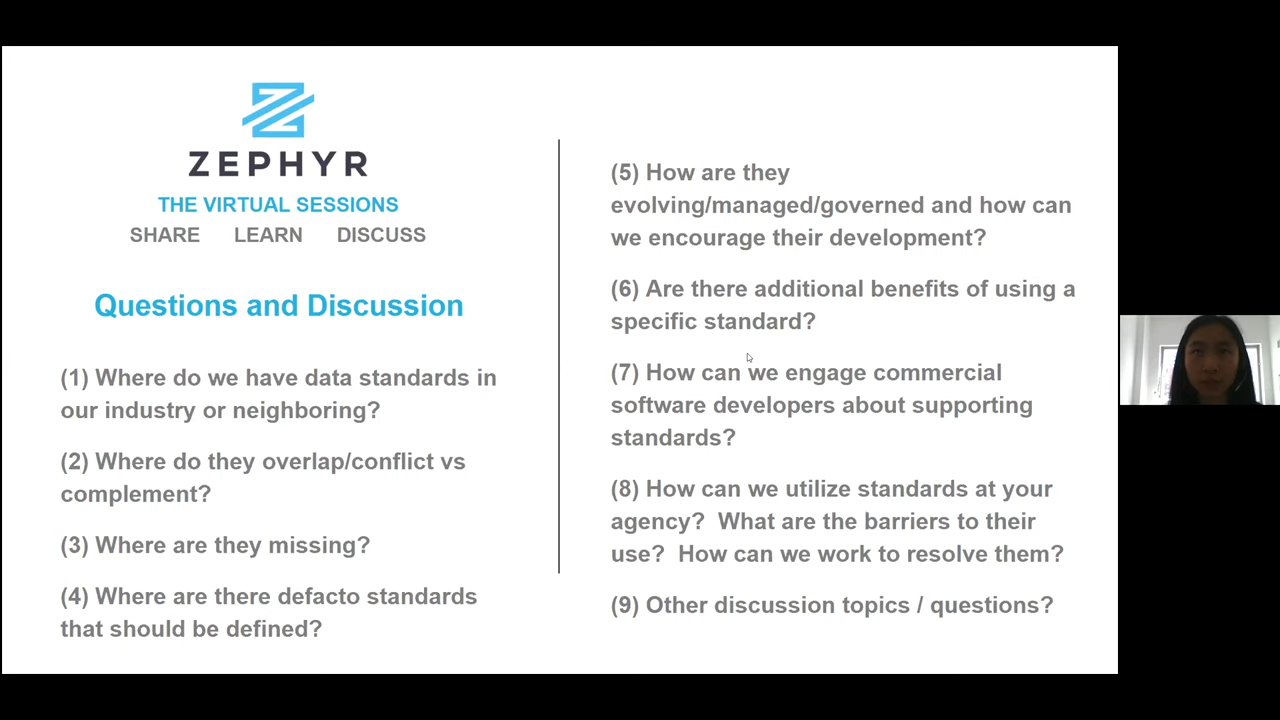 ZEPHYR
THE VIRTUAL SESSIONS
SHARE LEARN DISCUSS
Questions and Discussion
(1) Where do we have data standards in
our industry or neighboring?
(2) Where do they overlap/conflict vs
complement?
(3) Where are they missing?
(4) Where are there defacto standards
that should be defined?
(5) How are they
evolving/managed/governed and how can
we encourage their development?
(6) Are there additional benefits of using a
specific standard?
(7) How can we engage commercial
software developers about supporting
standards?
(8) How can we utilize standards at your
agency? What are the barriers to their
use? How can we work to resolve them?
(9) Other discussion topics / questions?